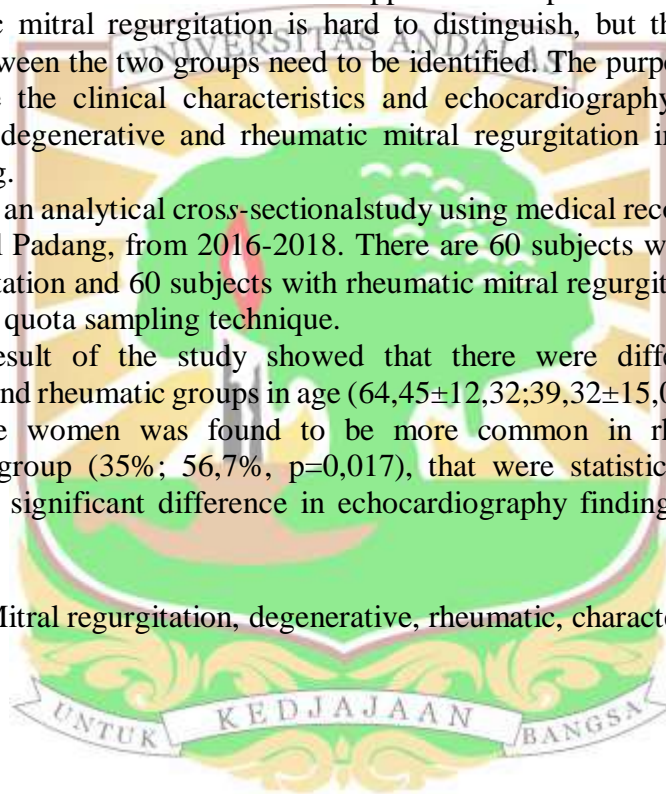 c mitral regurgitation is hard to distinguish, but th
UNIVERSITAS ANDALAS
ween the two groups need to be identified. The purpo
e the clinical characteristics and echocardiography
degenerative and rheumatic mitral regurgitation in
g.
an analytical cross-sectionalstudy using medical reco
l Padang, from 2016-2018. There are 60 subjects w
tation and 60 subjects with rheumatic mitral regurgit
quota sampling technique.
esult of the study showed that there were diffe
nd rheumatic groups in age (64,45±12,32;39,32±15,0
e women was found to be more common in rh
group (35%; 56,7%, p=0,017), that were statistic
significant difference in echocardiography finding
Mitral regurgitation, degenerative, rheumatic, characte
UNTUK KEDJAJAAN BANGSA